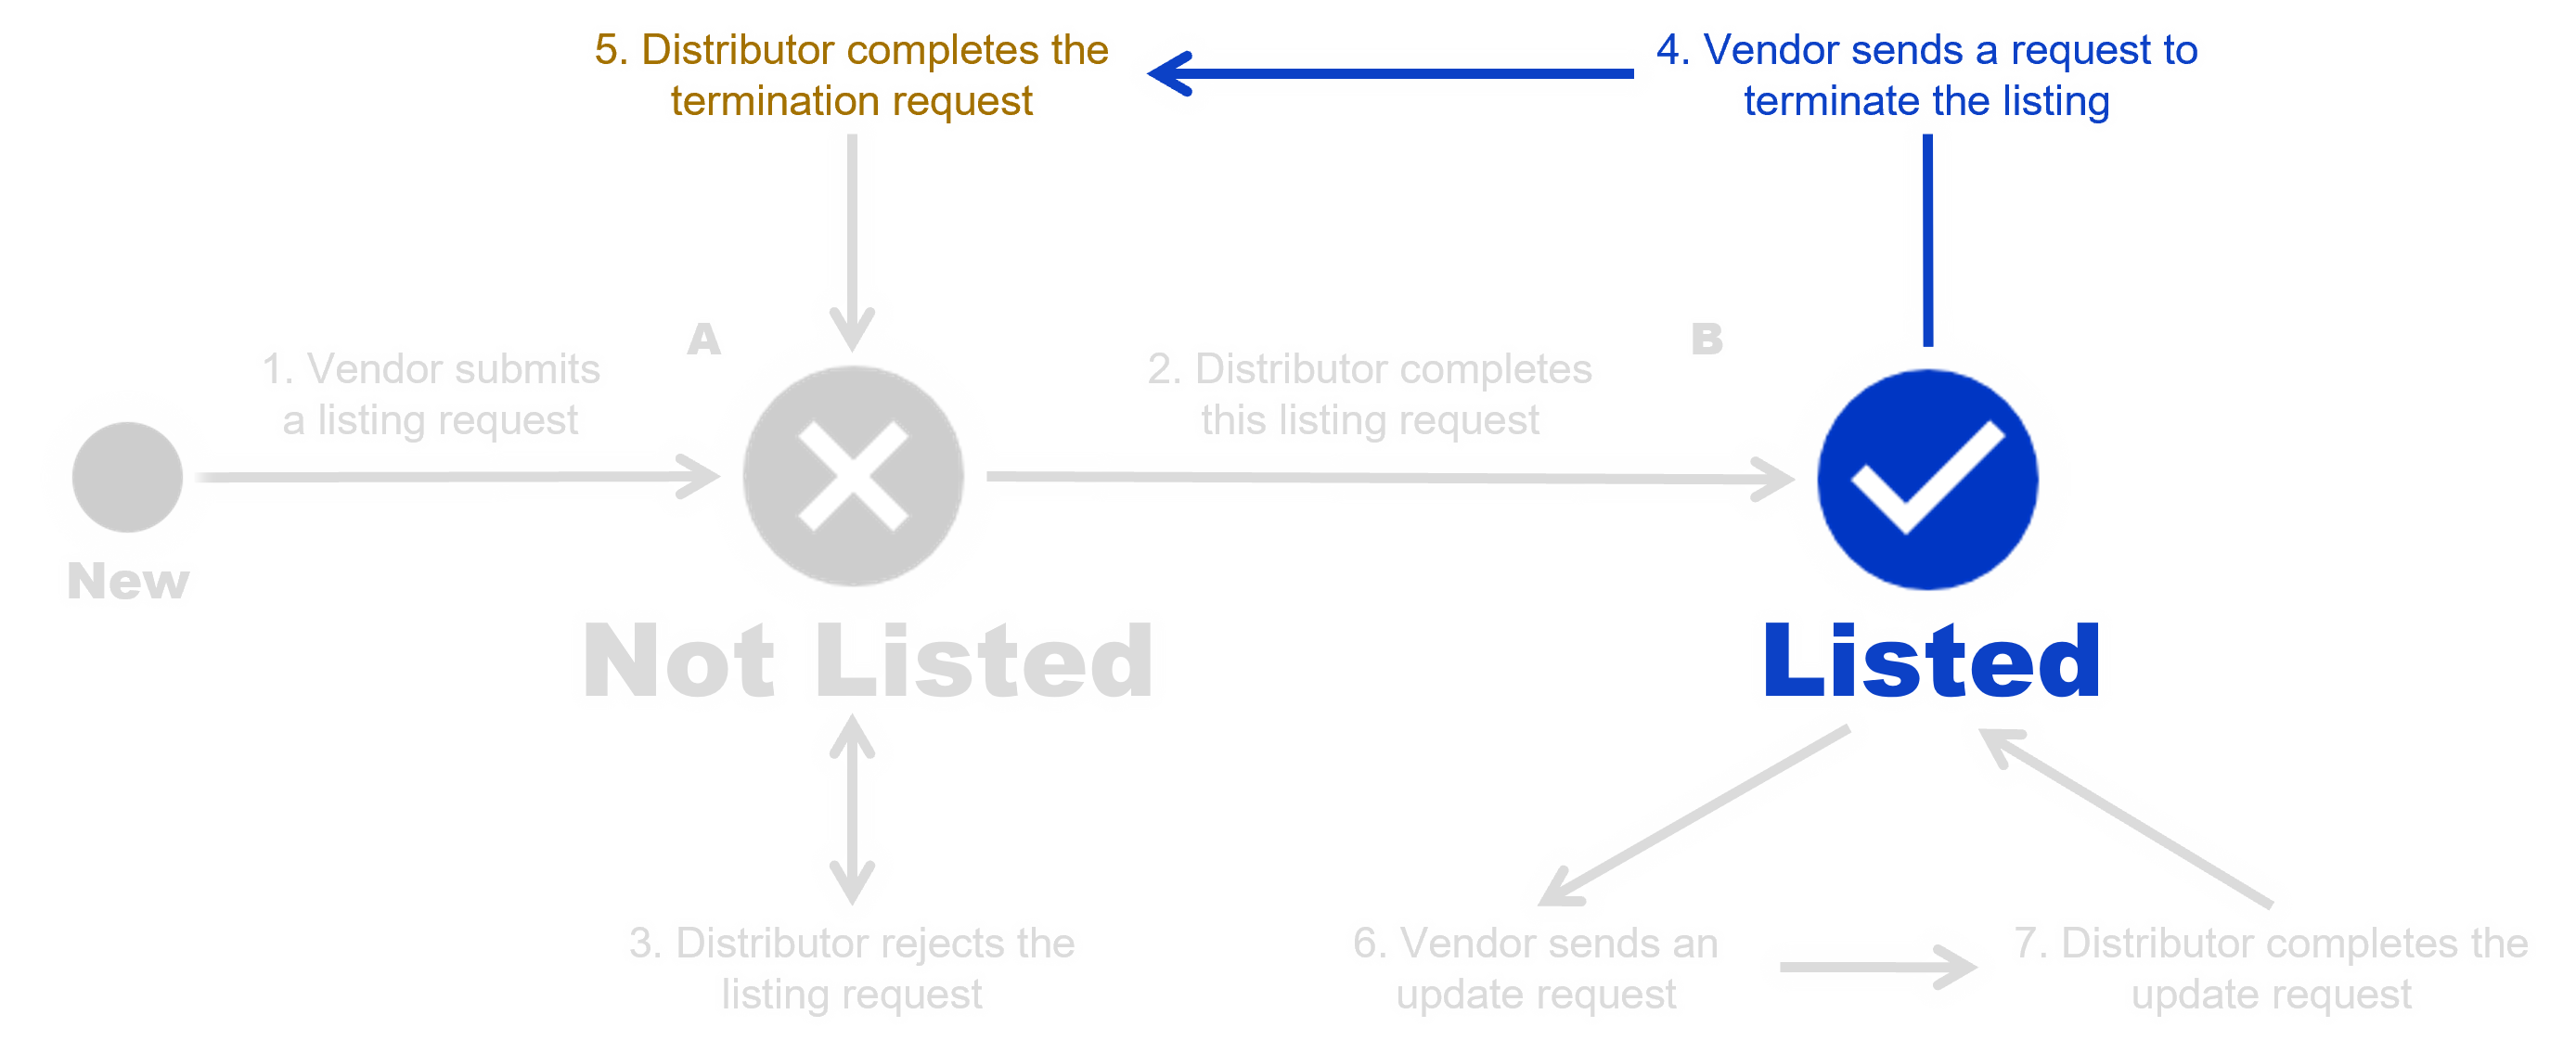 5. Distributor completes the
termination request
4. Vendor sends a request to
terminate the listing
A
B
1. Vendor submits
a listing request
2. Distributor completes
this listing request
New
Not Listed
Listed
3. Distributor rejects the
listing request
6. Vendor sends an
update request
7. Distributor completes the
update request